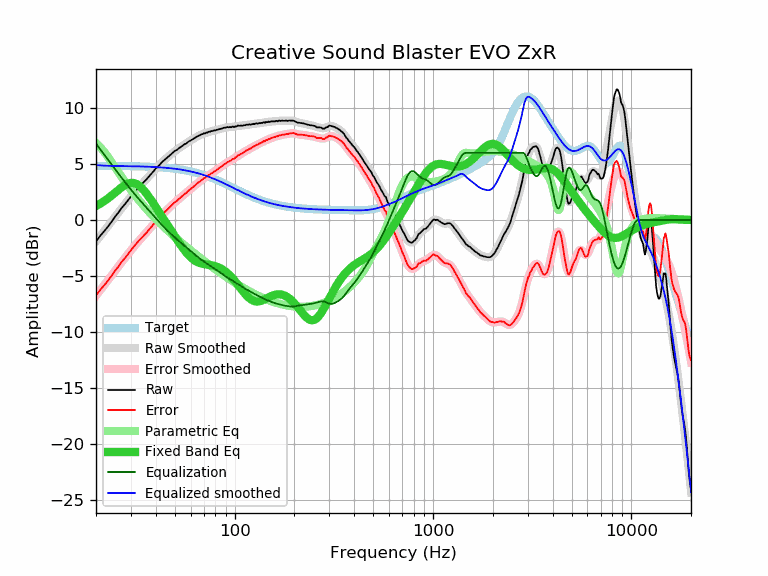 Creative Sound Blaster EVO ZxR
10
5
0
−5
−10
−15
−20
−25
Amplitude (dBr)
Target
Raw Smoothed
Error Smoothed
Raw
Error
Parametric Eq
Fixed Band Eq
Equalization
Equalized smoothed
100
1000
10000
Frequency (Hz)